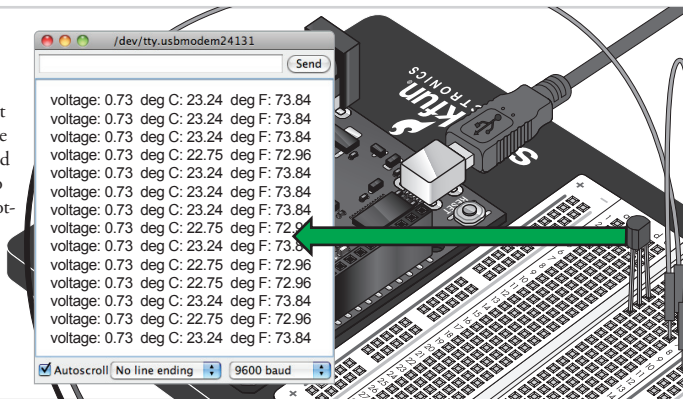 /dev/tty.usbmodem24131
Send
voltage: 0.73 deg C: 23.24 deg F: 73.84
voltage: 0.73 deg C: 23.24 deg F: 73.84
voltage: 0.73 deg C: 23.24 deg F: 73.84
voltage: 0.73 deg C: 22.75 deg F: 72.96
voltage: 0.73 deg C: 23.24 deg F: 73.84
voltage: 0.73 deg C: 23.24 deg F: 73.84
voltage: 0.73 deg C: 23.24 deg F: 73.84
voltage: 0.73 deg C: 22.75 deg F: 72.9
voltage: 0.73 deg C: 23.24 deg F: 73.8
voltage: 0.73 deg C: 22.75 deg F: 72.96
voltage: 0.73 deg C: 22.75 deg F: 72.96
voltage: 0.73 deg C: 23.24 deg F: 73.84
voltage: 0.73 deg C: 22.75 deg F: 72.96
voltage: 0.73 deg C: 23.24 deg F: 73.84
Autoscroll No line ending 9600 baud
RESET